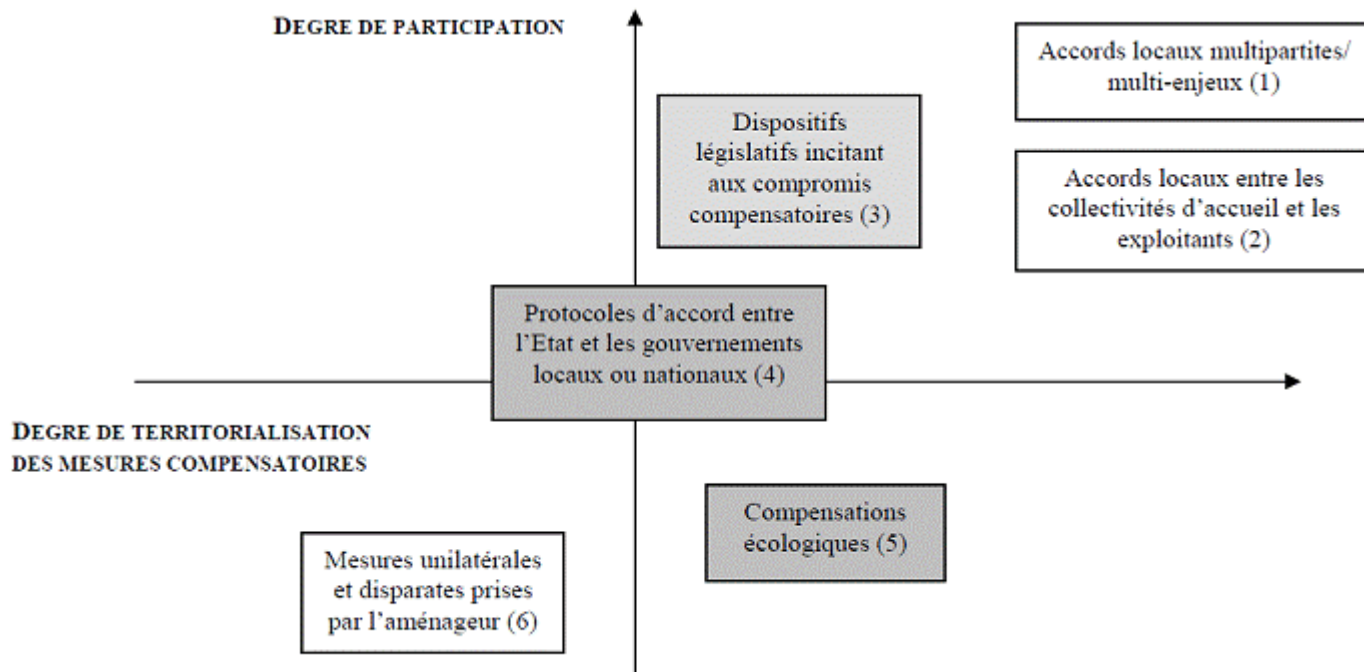 DEGRE DE PARTICIPATION
Accords locaux multipartites/
multi-enjeux (1)
Dispositifs
législatifs incitant
aux compromis
compensatoires (3)
Accords locaux entre les
collectivités d’accueil et les
exploitants (2)
Protocoles d’accord entre
l’Etat et les gouvernements
locaux ou nationaux (4)
DEGRE DE TERRITORIALISATION
DES MESURES COMPENSATOIRES
Compensations
écologiques (5)
Mesures unilatérales
et disparates prises
par l’aménageur (6)